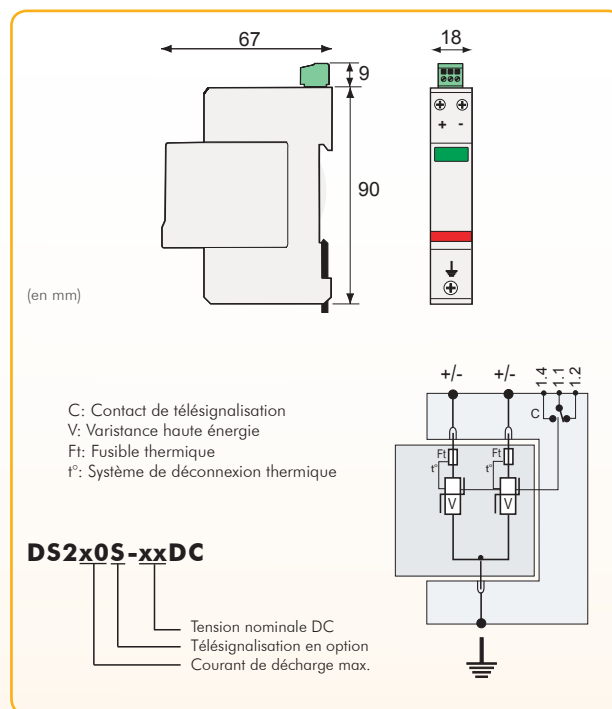 67
18
9
+ -
90
(en mm)
+/- +/-
1.4
1.1
1.2
C
C: Contact de télésignalisation
V: Varistance haute énergie
Ft: Fusible thermique
t°: Système de déconnexion thermique
Ft Ft
t° t°
V V
DS2x0S-xxDC
Tension nominale DC
Télésignalisation en option
Courant de décharge max.